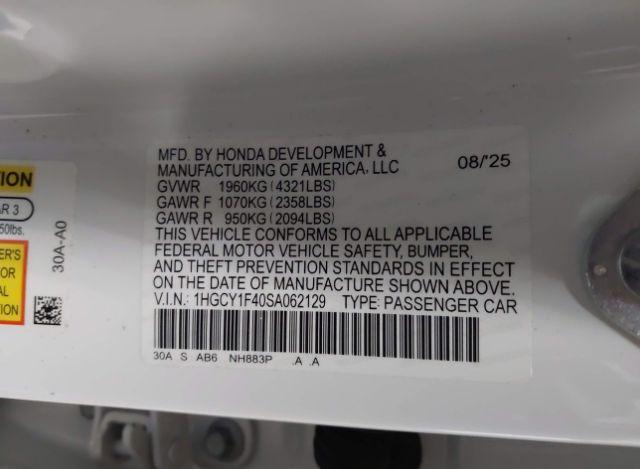 MFD. BY HONDA DEVELOPMENT &
MANUFACTURING OF AMERICA, LLC 08/'25
GVWR 1960KG (4321LBS)
GAWR F 1070KG (2358LBS)
GAWR R 950KG (2094LBS)
THIS VEHICLE CONFORMS TO ALL APPLICABLE
FEDERAL MOTOR VEHICLE SAFETY, BUMPER,
AND THEFT PREVENTION STANDARDS IN EFFECT
ON THE DATE OF MANUFACTURE SHOWN ABOVE.
V.I.N.: 1HGCY1F40SA062129 TYPE: PASSENGER CAR
30A S AB6 NH883P .A .A
30A-A0